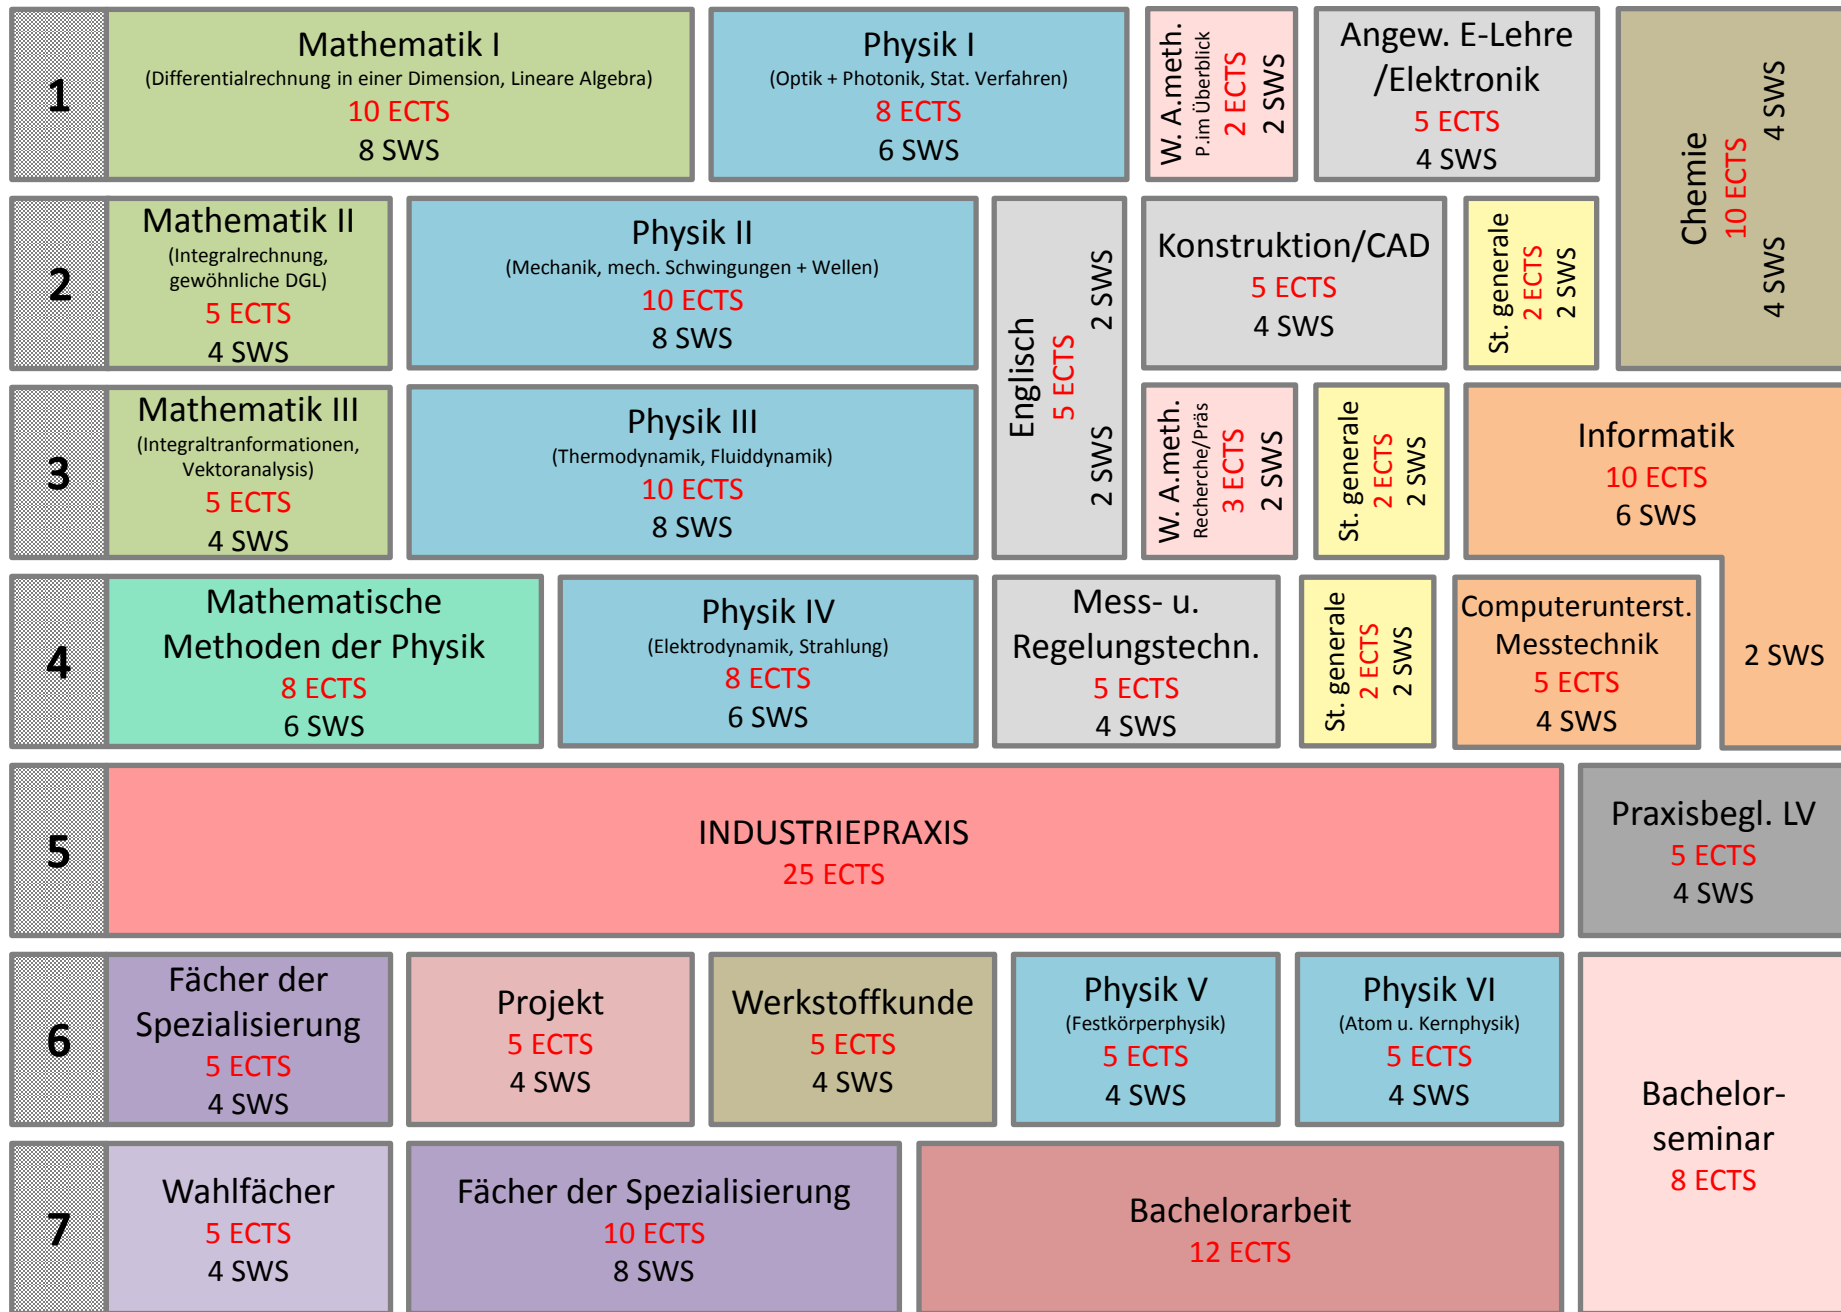 1
Mathematik I
(Differentialrechnung in einer Dimension, Lineare Algebra)
10 ECTS
8 SWS
Physik I
(Optik + Photonik, Stat. Verfahren)
8 ECTS
6 SWS
W. A.meth.
P.im Überblick
2 ECTS
2 SWS
Angew. E-Lehre
/Elektronik
5 ECTS
4 SWS
Chemie
10 ECTS
4 SWS
4 SWS
2
Mathematik II
(Integralrechnung,
gewöhnliche DGL)
5 ECTS
4 SWS
Physik II
(Mechanik, mech. Schwingungen + Wellen)
10 ECTS
8 SWS
Englisch
5 ECTS
2 SWS
2 SWS
Konstruktion/CAD
5 ECTS
4 SWS
St. generale
2 ECTS
2 SWS
3
Mathematik III
(Integraltranformationen,
Vektoranalysis)
5 ECTS
4 SWS
Physik III
(Thermodynamik, Fluiddynamik)
10 ECTS
8 SWS
W. A.meth.
Recherche/Präs
3 ECTS
2 SWS
St. generale
2 ECTS
2 SWS
Informatik
10 ECTS
6 SWS
2 SWS
4
Mathematische
Methoden der Physik
8 ECTS
6 SWS
Physik IV
(Elektrodynamik, Strahlung)
8 ECTS
6 SWS
Mess- u.
Regelungstechn.
5 ECTS
4 SWS
St. generale
2 ECTS
2 SWS
Computerunterst.
Messtechnik
5 ECTS
4 SWS
5
INDUSTRIEPRAXIS
25 ECTS
Praxisbegl. LV
5 ECTS
4 SWS
6
Fächer der
Spezialisierung
5 ECTS
4 SWS
Projekt
5 ECTS
4 SWS
Werkstoffkunde
5 ECTS
4 SWS
Physik V
(Festkörperphysik)
5 ECTS
4 SWS
Physik VI
(Atom u. Kernphysik)
5 ECTS
4 SWS
Bachelor-
seminar
8 ECTS
7
Wahlfächer
5 ECTS
4 SWS
Fächer der Spezialisierung
10 ECTS
8 SWS
Bachelorarbeit
12 ECTS